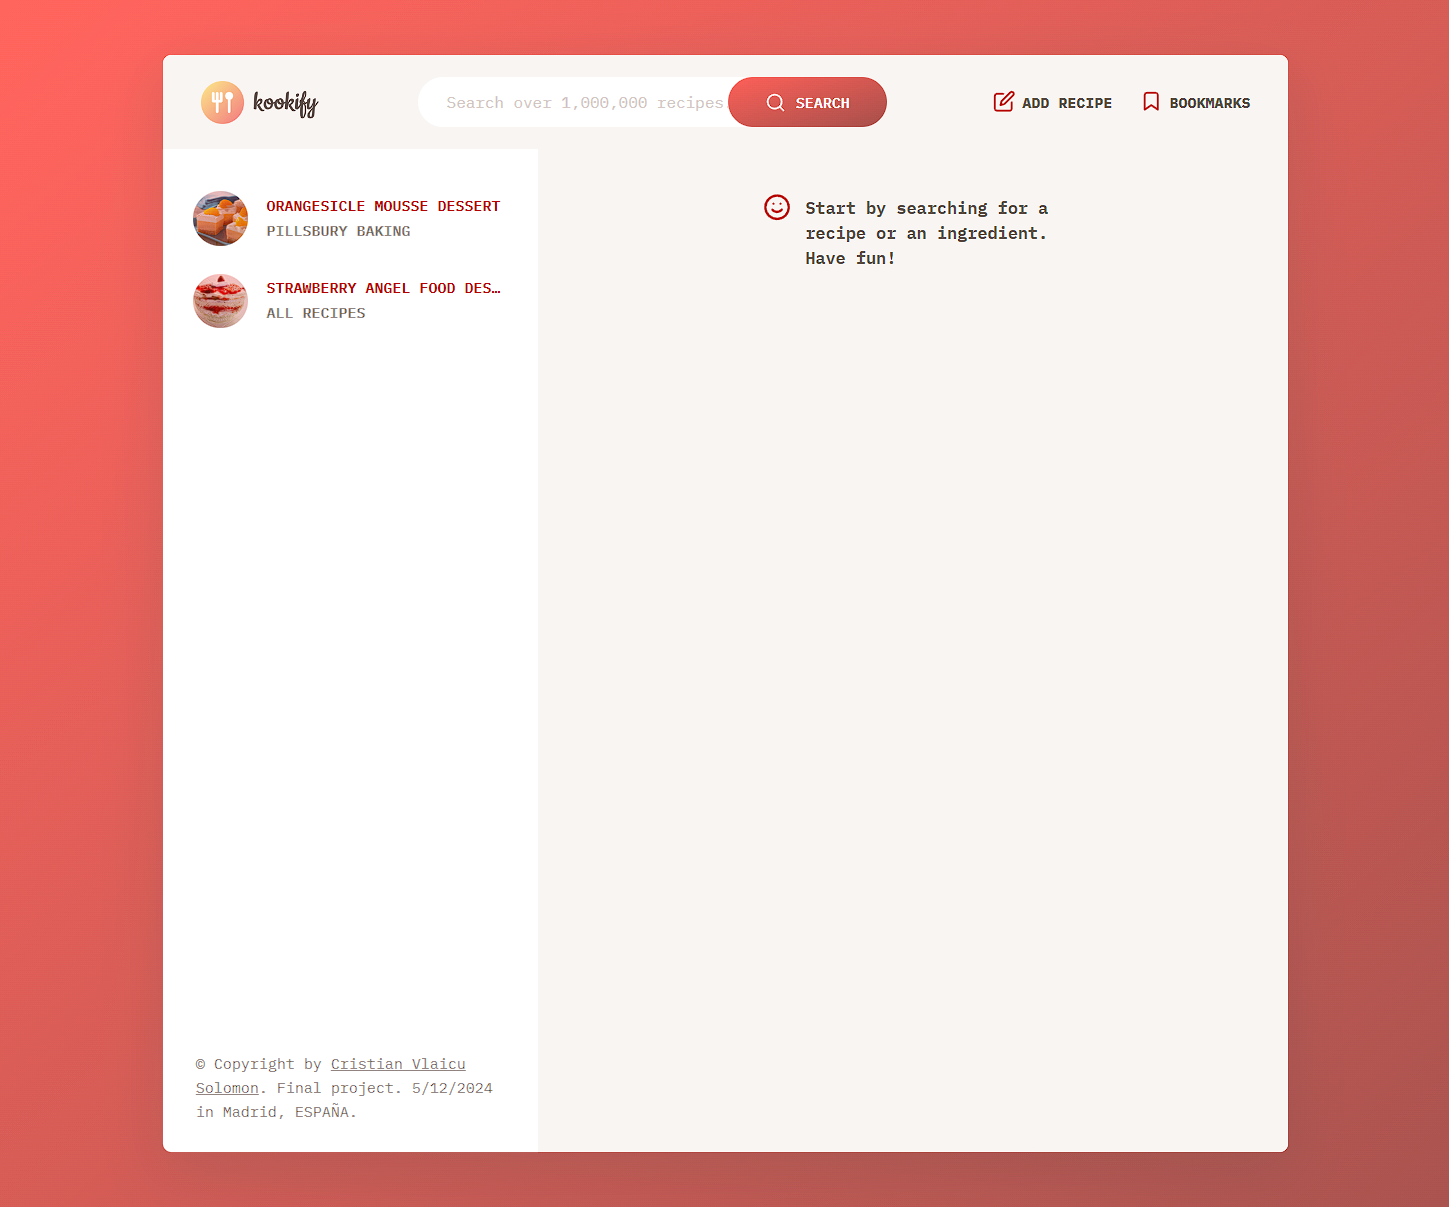 kookify
Search over 1,000,000 recipes
SEARCH
ADD RECIPE
BOOKMARKS
ORANGESICLE MOUSSE DESSERT
PILLSBURY BAKING
STRAWBERRY ANGEL FOOD DES…
ALL RECIPES
Start by searching for a
recipe or an ingredient.
Have fun!
© Copyright by Cristian Vlaicu
Solomon. Final project. 5/12/2024
in Madrid, ESPAÑA.